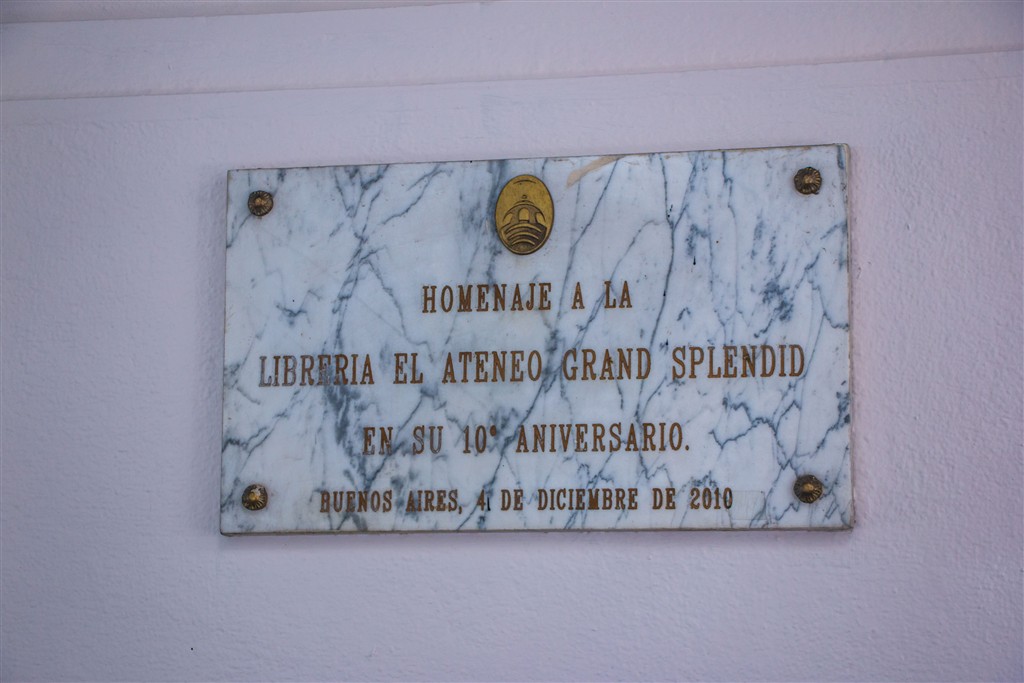 HOMENAJE A LA
LIBRERIA EL ATENEO GRAND SPLENDID
EN SU 10° ANIVERSARIO.
BUENOS AIRES, 4 DE DICIEMBRE DE 2010